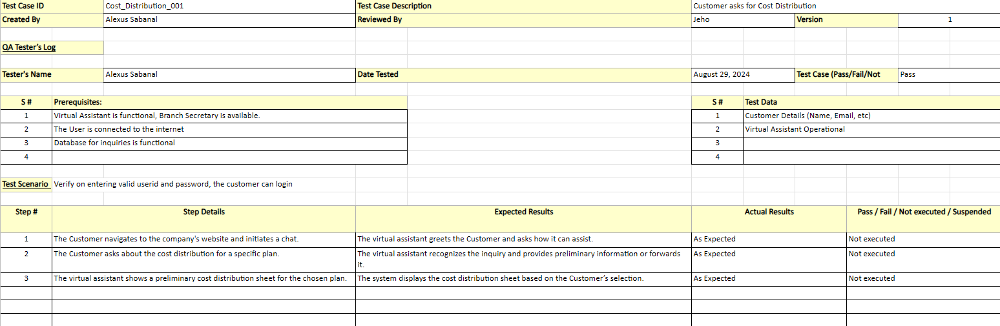 Test Case ID Cost_Distribution_001 Test Case Description Customer asks for Cost Distribution
Created By Alexus Sabanal Reviewed By Jeho Version 1
QA Tester's Log
Tester's Name Alexus Sabanal Date Tested August 29, 2024 Test Case (Pass/Fail/Not Pass
S # Prerequisites: S # Test Data
1 Virtual Assistant is functional, Branch Secretary is available. 1 Customer Details (Name, Email, etc)
2 The User is connected to the internet 2 Virtual Assistant Operational
3 Database for inquiries is functional 3
4 4
Test Scenario Verify on entering valid userid and password, the customer can login
Step # Step Details Expected Results Actual Results Pass / Fail / Not executed / Suspended
1 The Customer navigates to the company's website and initiates a chat. The virtual assistant greets the Customer and asks how it can assist. As Expected Not executed
2 The Customer asks about the cost distribution for a specific plan. The virtual assistant recognizes the inquiry and provides preliminary information or forwards As Expected Not executed
it.
3 The virtual assistant shows a preliminary cost distribution sheet for the chosen plan. The system displays the cost distribution sheet based on the Customer's selection. As Expected Not executed